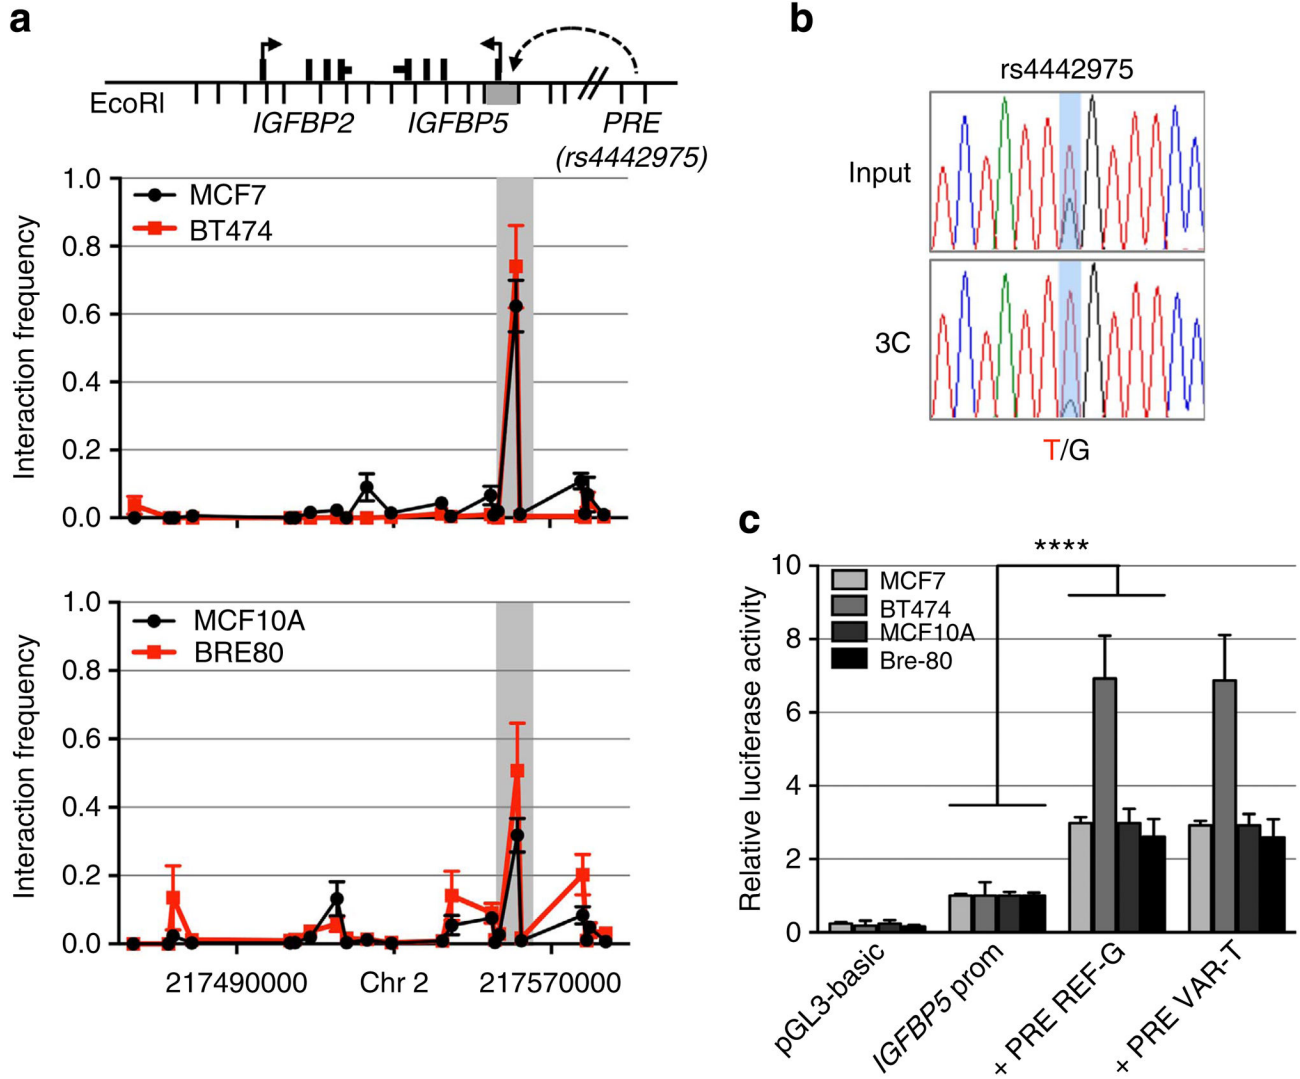 a
EcoRI
IGFBP2
IGFBP5
PRE
(rs4442975)
Interaction frequency
1.0
0.8
0.6
0.4
0.2
0.0
MCF7
BT474
Interaction frequency
1.0
0.8
0.6
0.4
0.2
0.0
MCF10A
BRE80
217490000
Chr 2
217570000
b
rs4442975
Input
3C
T/G
c
Relative luciferase activity
10
8
6
4
2
0
MCF7
BT474
MCF10A
Bre-80
****
pGL3-basic
IGFBP5 prom
+ PRE REF-G
+ PRE VAR-T